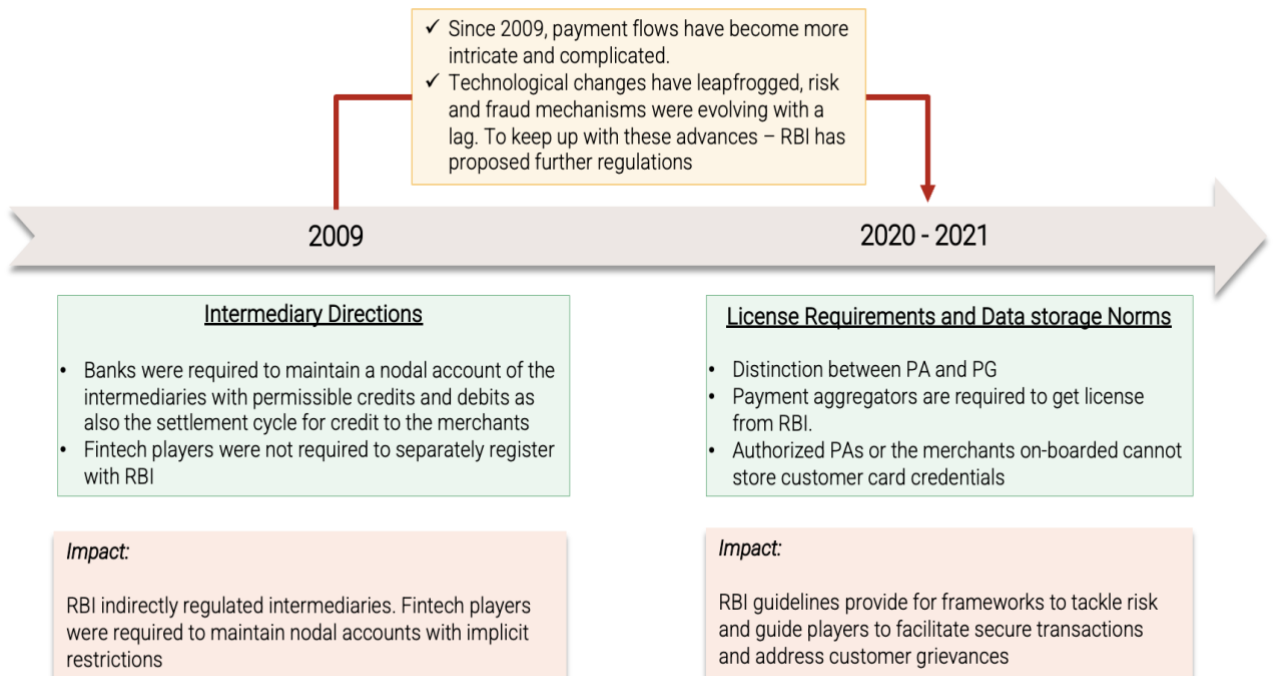 ✓ Since 2009, payment flows have become more
intricate and complicated.
✓ Technological changes have leapfrogged, risk
and fraud mechanisms were evolving with a
lag. To keep up with these advances – RBI has
proposed further regulations
2009
2020 - 2021
Intermediary Directions
• Banks were required to maintain a nodal account of the
intermediaries with permissible credits and debits as
also the settlement cycle for credit to the merchants
• Fintech players were not required to separately register
with RBI
License Requirements and Data storage Norms
• Distinction between PA and PG
• Payment aggregators are required to get license
from RBI.
• Authorized PAs or the merchants on-boarded cannot
store customer card credentials
Impact:
RBI indirectly regulated intermediaries. Fintech players
were required to maintain nodal accounts with implicit
restrictions
Impact:
RBI guidelines provide for frameworks to tackle risk
and guide players to facilitate secure transactions
and address customer grievances